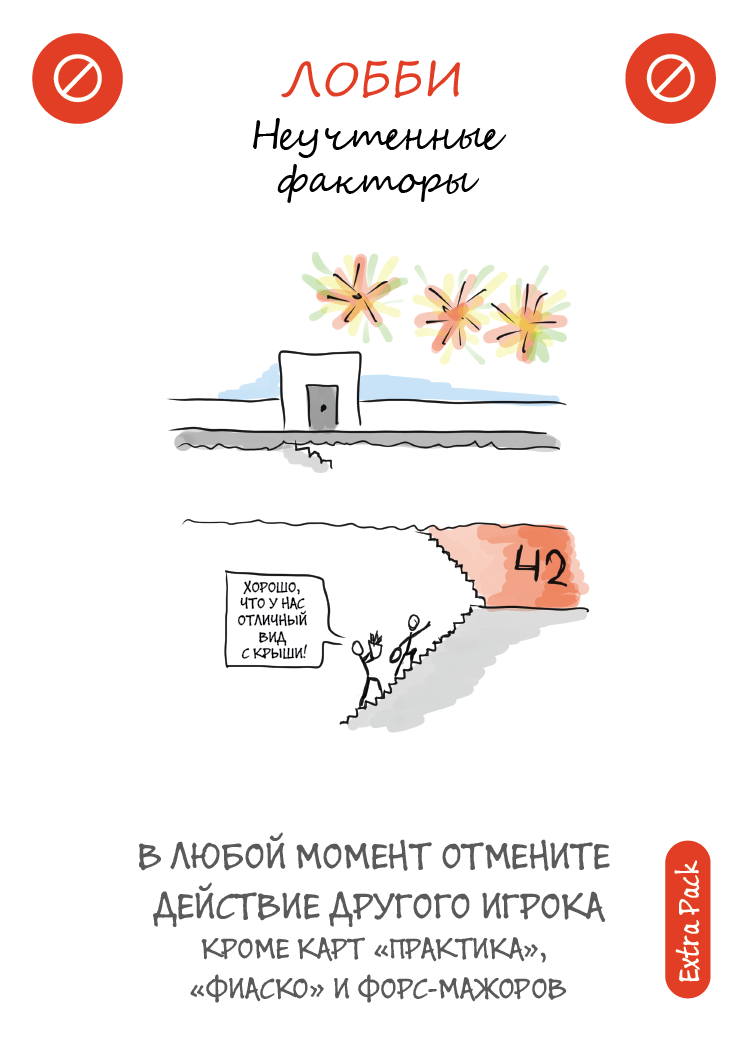 ЛОББИ
Неучтенные
факторы
42
ХОРОШО,
ЧТО У НАС
ОТЛИЧНЫЙ
ВИД
С КРЫШИ!
В ЛЮБОЙ МОМЕНТ ОТМЕНИТЕ
ДЕЙСТВИЕ ДРУГОГО ИГРОКА
КРОМЕ КАРТ «ПРАКТИКА»,
«ФИАСКО» И ФОРС-МАЖОРОВ
Extra Pack